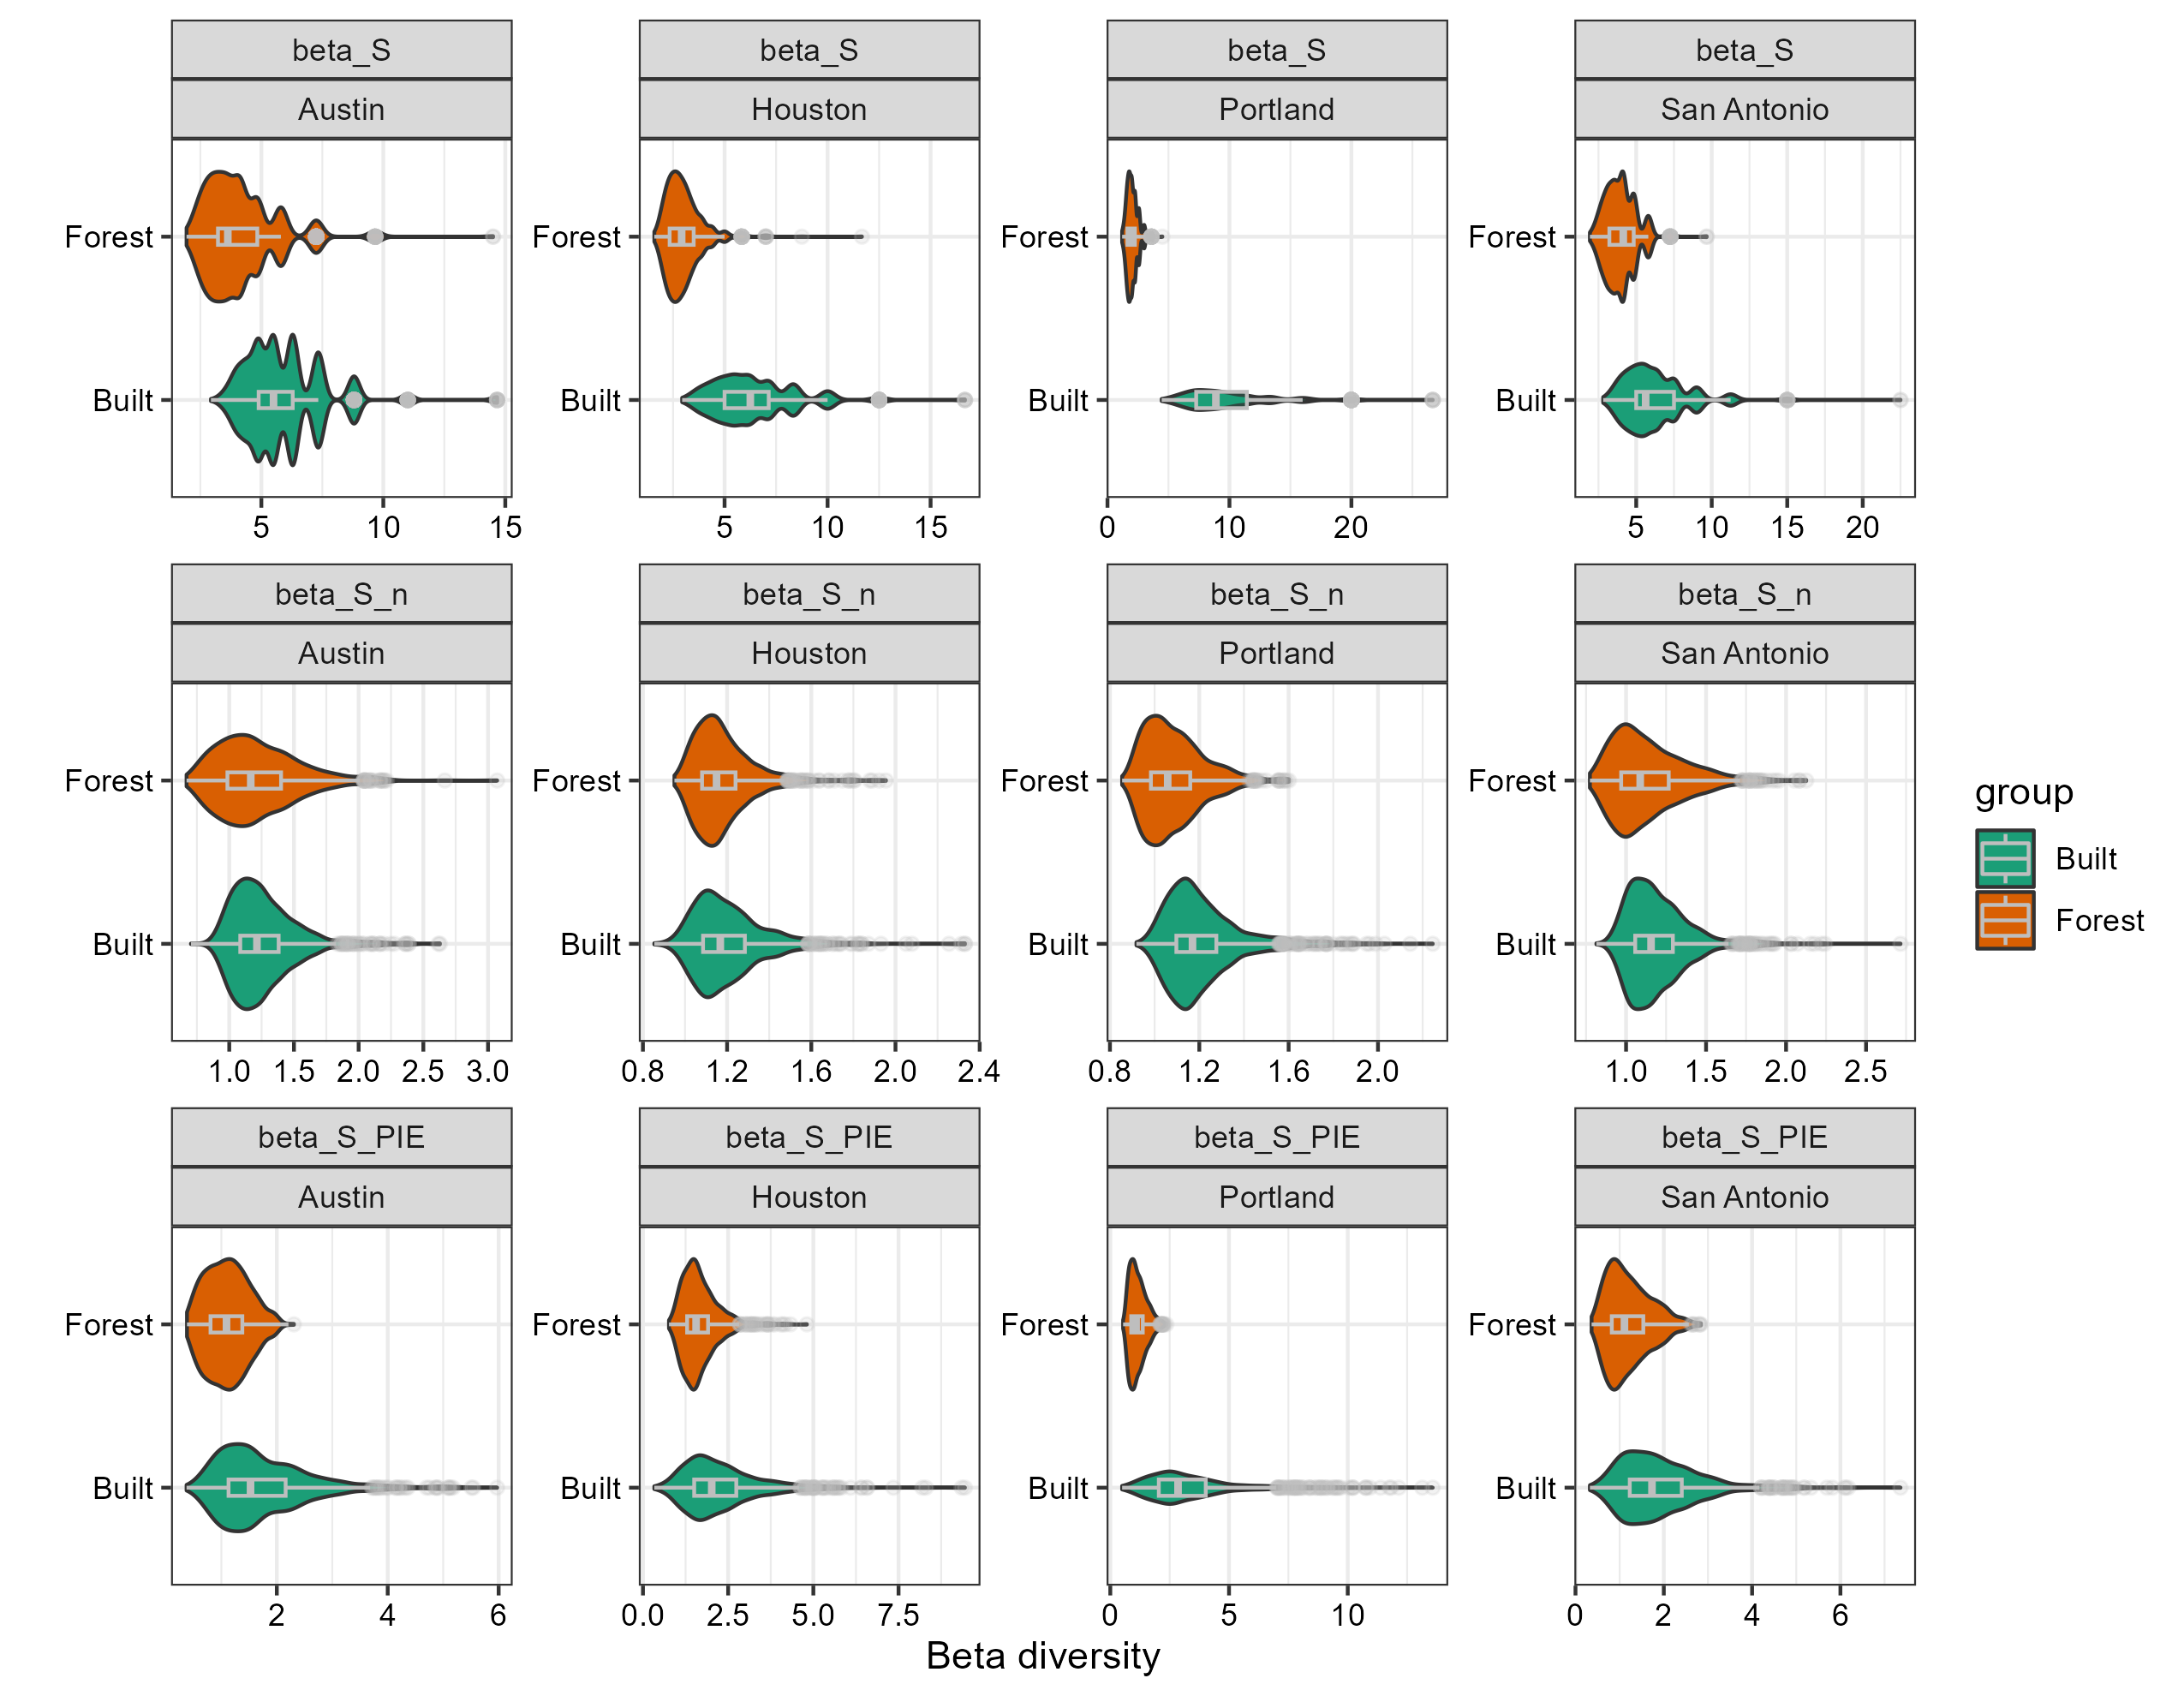 beta_S beta_S beta_S beta_S
Austin Houston Portland San Antonio
Forest Forest Forest Forest
Built Built Built Built
5 10 15 5 10 15 0 10 20 5 10 15 20
beta_S_n beta_S_n beta_S_n beta_S_n
Austin Houston Portland San Antonio
Forest Forest Forest Forest
group
Built
Forest
Built Built Built Built
1.0 1.5 2.0 2.5 3.0 0.8 1.2 1.6 2.0 2.4 0.8 1.2 1.6 2.0 1.0 1.5 2.0 2.5
beta_S_PIE beta_S_PIE beta_S_PIE beta_S_PIE
Austin Houston Portland San Antonio
Forest Forest Forest Forest
Built Built Built Built
2 4 6 0.0 2.5 5.0 7.5 0 5 10 0 2 4 6
Beta diversity